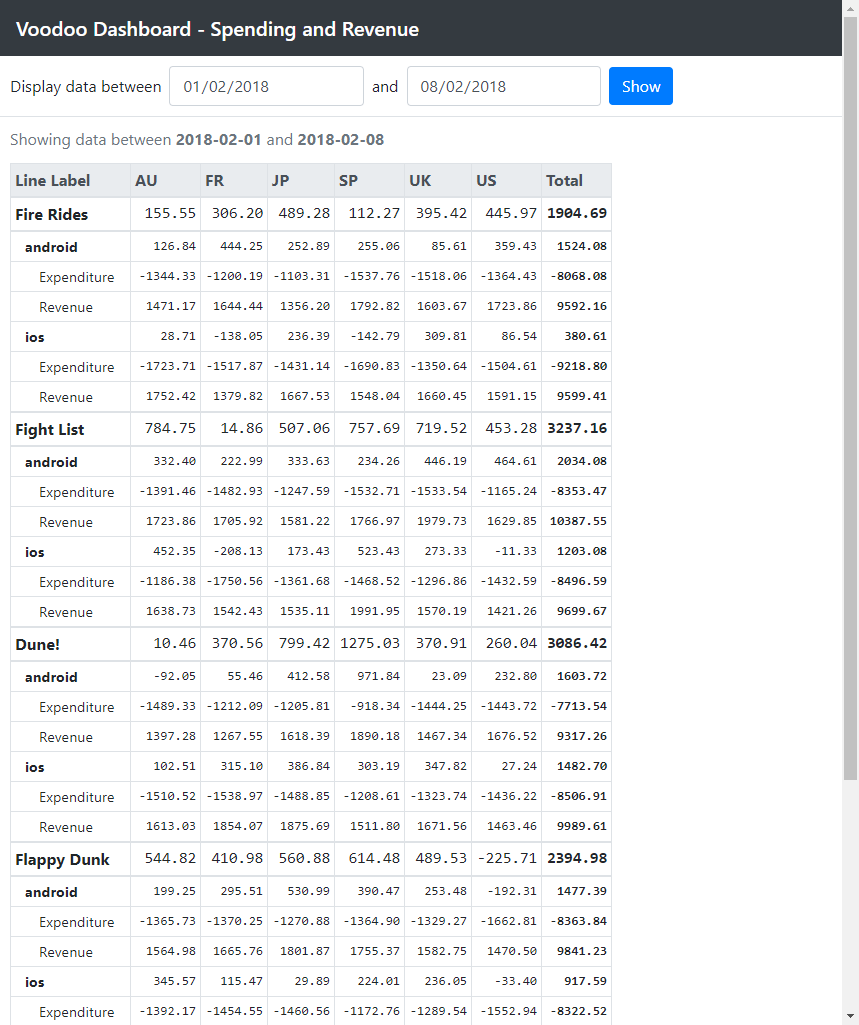 Voodoo Dashboard - Spending and Revenue
Display data between 01/02/2018 and 08/02/2018 Show
Showing data between 2018-02-01 and 2018-02-08
Line Label AU FR JP SP UK US Total
Fire Rides 155.55 306.20 489.28 112.27 395.42 445.97 1904.69
android 126.84 444.25 252.89 255.06 85.61 359.43 1524.08
Expenditure -1344.33 -1200.19 -1103.31 -1537.76 -1518.06 -1364.43 -8068.08
Revenue 1471.17 1644.44 1356.20 1792.82 1603.67 1723.86 9592.16
ios 28.71 -138.05 236.39 -142.79 309.81 86.54 380.61
Expenditure -1723.71 -1517.87 -1431.14 -1690.83 -1350.64 -1504.61 -9218.80
Revenue 1752.42 1379.82 1667.53 1548.04 1660.45 1591.15 9599.41
Fight List 784.75 14.86 507.06 757.69 719.52 453.28 3237.16
android 332.40 222.99 333.63 234.26 446.19 464.61 2034.08
Expenditure -1391.46 -1482.93 -1247.59 -1532.71 -1533.54 -1165.24 -8353.47
Revenue 1723.86 1705.92 1581.22 1766.97 1979.73 1629.85 10387.55
ios 452.35 -208.13 173.43 523.43 273.33 -11.33 1203.08
Expenditure -1186.38 -1750.56 -1361.68 -1468.52 -1296.86 -1432.59 -8496.59
Revenue 1638.73 1542.43 1535.11 1991.95 1570.19 1421.26 9699.67
Dune! 10.46 370.56 799.42 1275.03 370.91 260.04 3086.42
android -92.05 55.46 412.58 971.84 23.09 232.80 1603.72
Expenditure -1489.33 -1212.09 -1205.81 -918.34 -1444.25 -1443.72 -7713.54
Revenue 1397.28 1267.55 1618.39 1890.18 1467.34 1676.52 9317.26
ios 102.51 315.10 386.84 303.19 347.82 27.24 1482.70
Expenditure -1510.52 -1538.97 -1488.85 -1208.61 -1323.74 -1436.22 -8506.91
Revenue 1613.03 1854.07 1875.69 1511.80 1671.56 1463.46 9989.61
Flappy Dunk 544.82 410.98 560.88 614.48 489.53 -225.71 2394.98
android 199.25 295.51 530.99 390.47 253.48 -192.31 1477.39
Expenditure -1365.73 -1370.25 -1270.88 -1364.90 -1329.27 -1662.81 -8363.84
Revenue 1564.98 1665.76 1801.87 1755.37 1582.75 1470.50 9841.23
ios 345.57 115.47 29.89 224.01 236.05 -33.40 917.59
Expenditure -1392.17 -1454.55 -1460.56 -1172.76 -1289.54 -1552.94 -8322.52